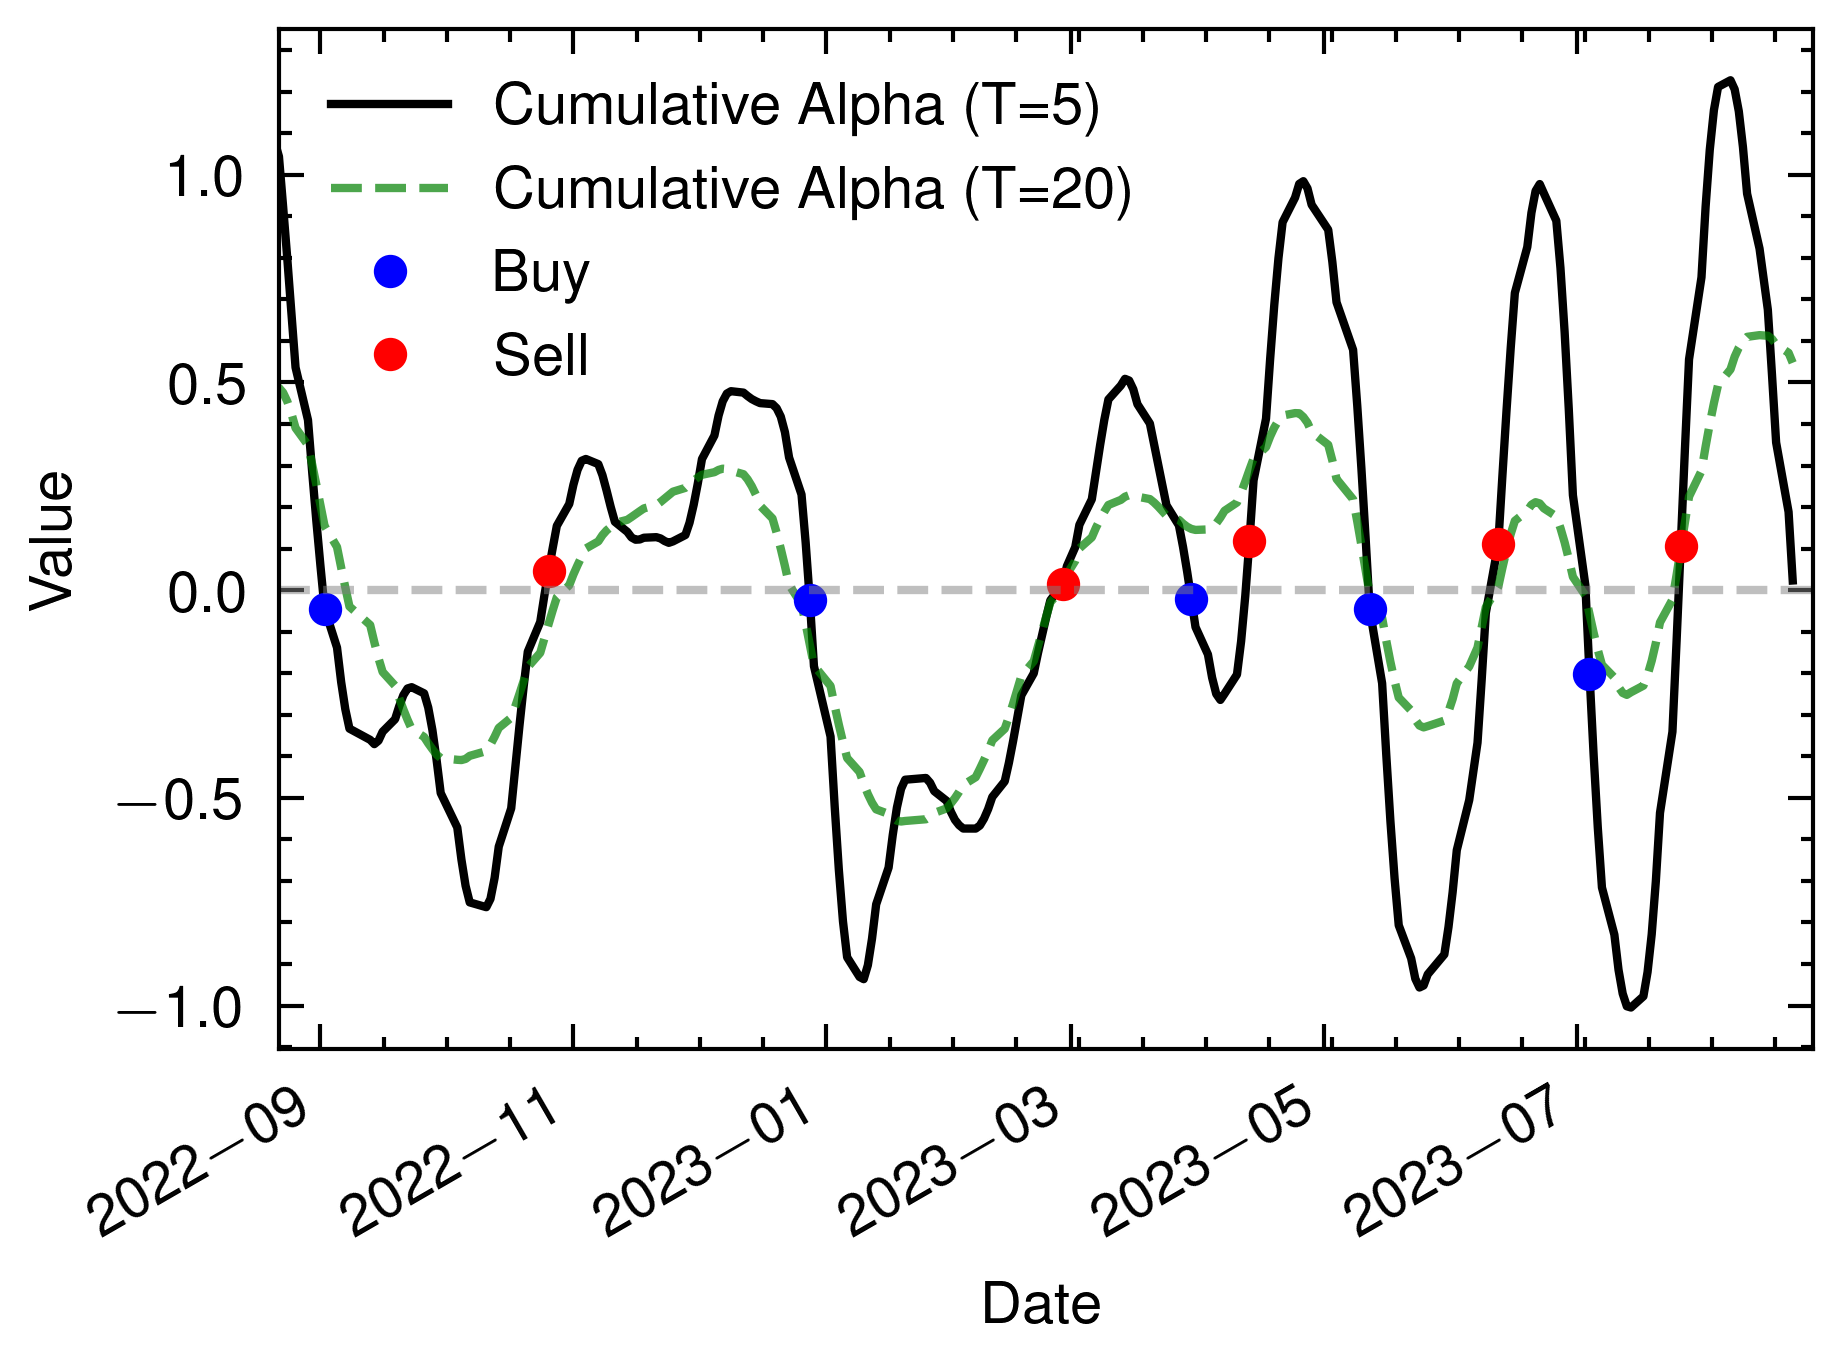 Cumulative Alpha (T=5)
Cumulative Alpha (T=20)
Buy
Sell
1.0
0.5
0.0
−0.5
−1.0
Value
2022−09
2022−11
2023−01
2023−03
2023−05
2023−07
Date